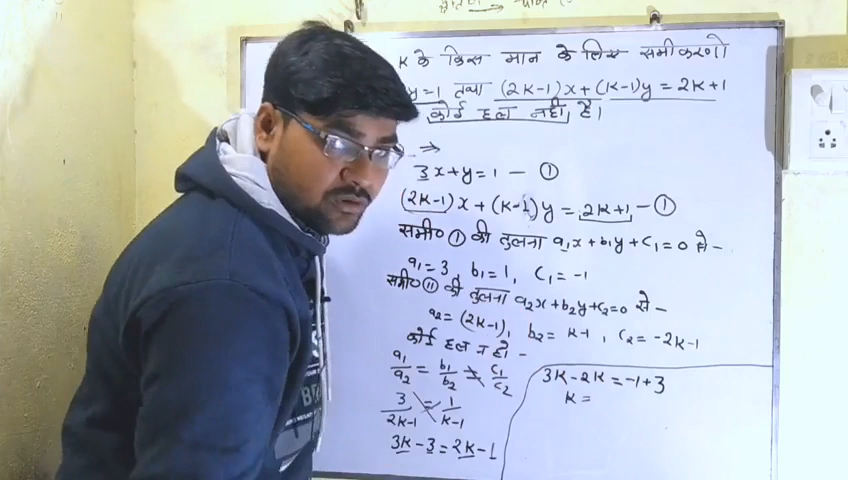 K के किस मान के लिए समीकरणो
y=1 तथा (2K-1)x+(K-1)y = 2K+1
कोई हल नही है।
⇒
3x+y=1 — ①
(2K-1)x + (K-1)y = 2K+1 — ①
समी० ① की तुलना a₁x + b₁y + c₁=0 से -
a₁ = 3, b₁ = 1, c₁ = -1
समी० ⑪ की तुलना a₂x+b₂y+c₂=0 से -
a₂ = (2K-1), b₂ = K-1, c₂ = -2K-1
कोई हल न हो -
a₁/a₂ = b₁/b₂ ≠ c₁/c₂
3/2K-1 = 1/K-1
3K-3 = 2K-1
3K-2K = -1+3
K =